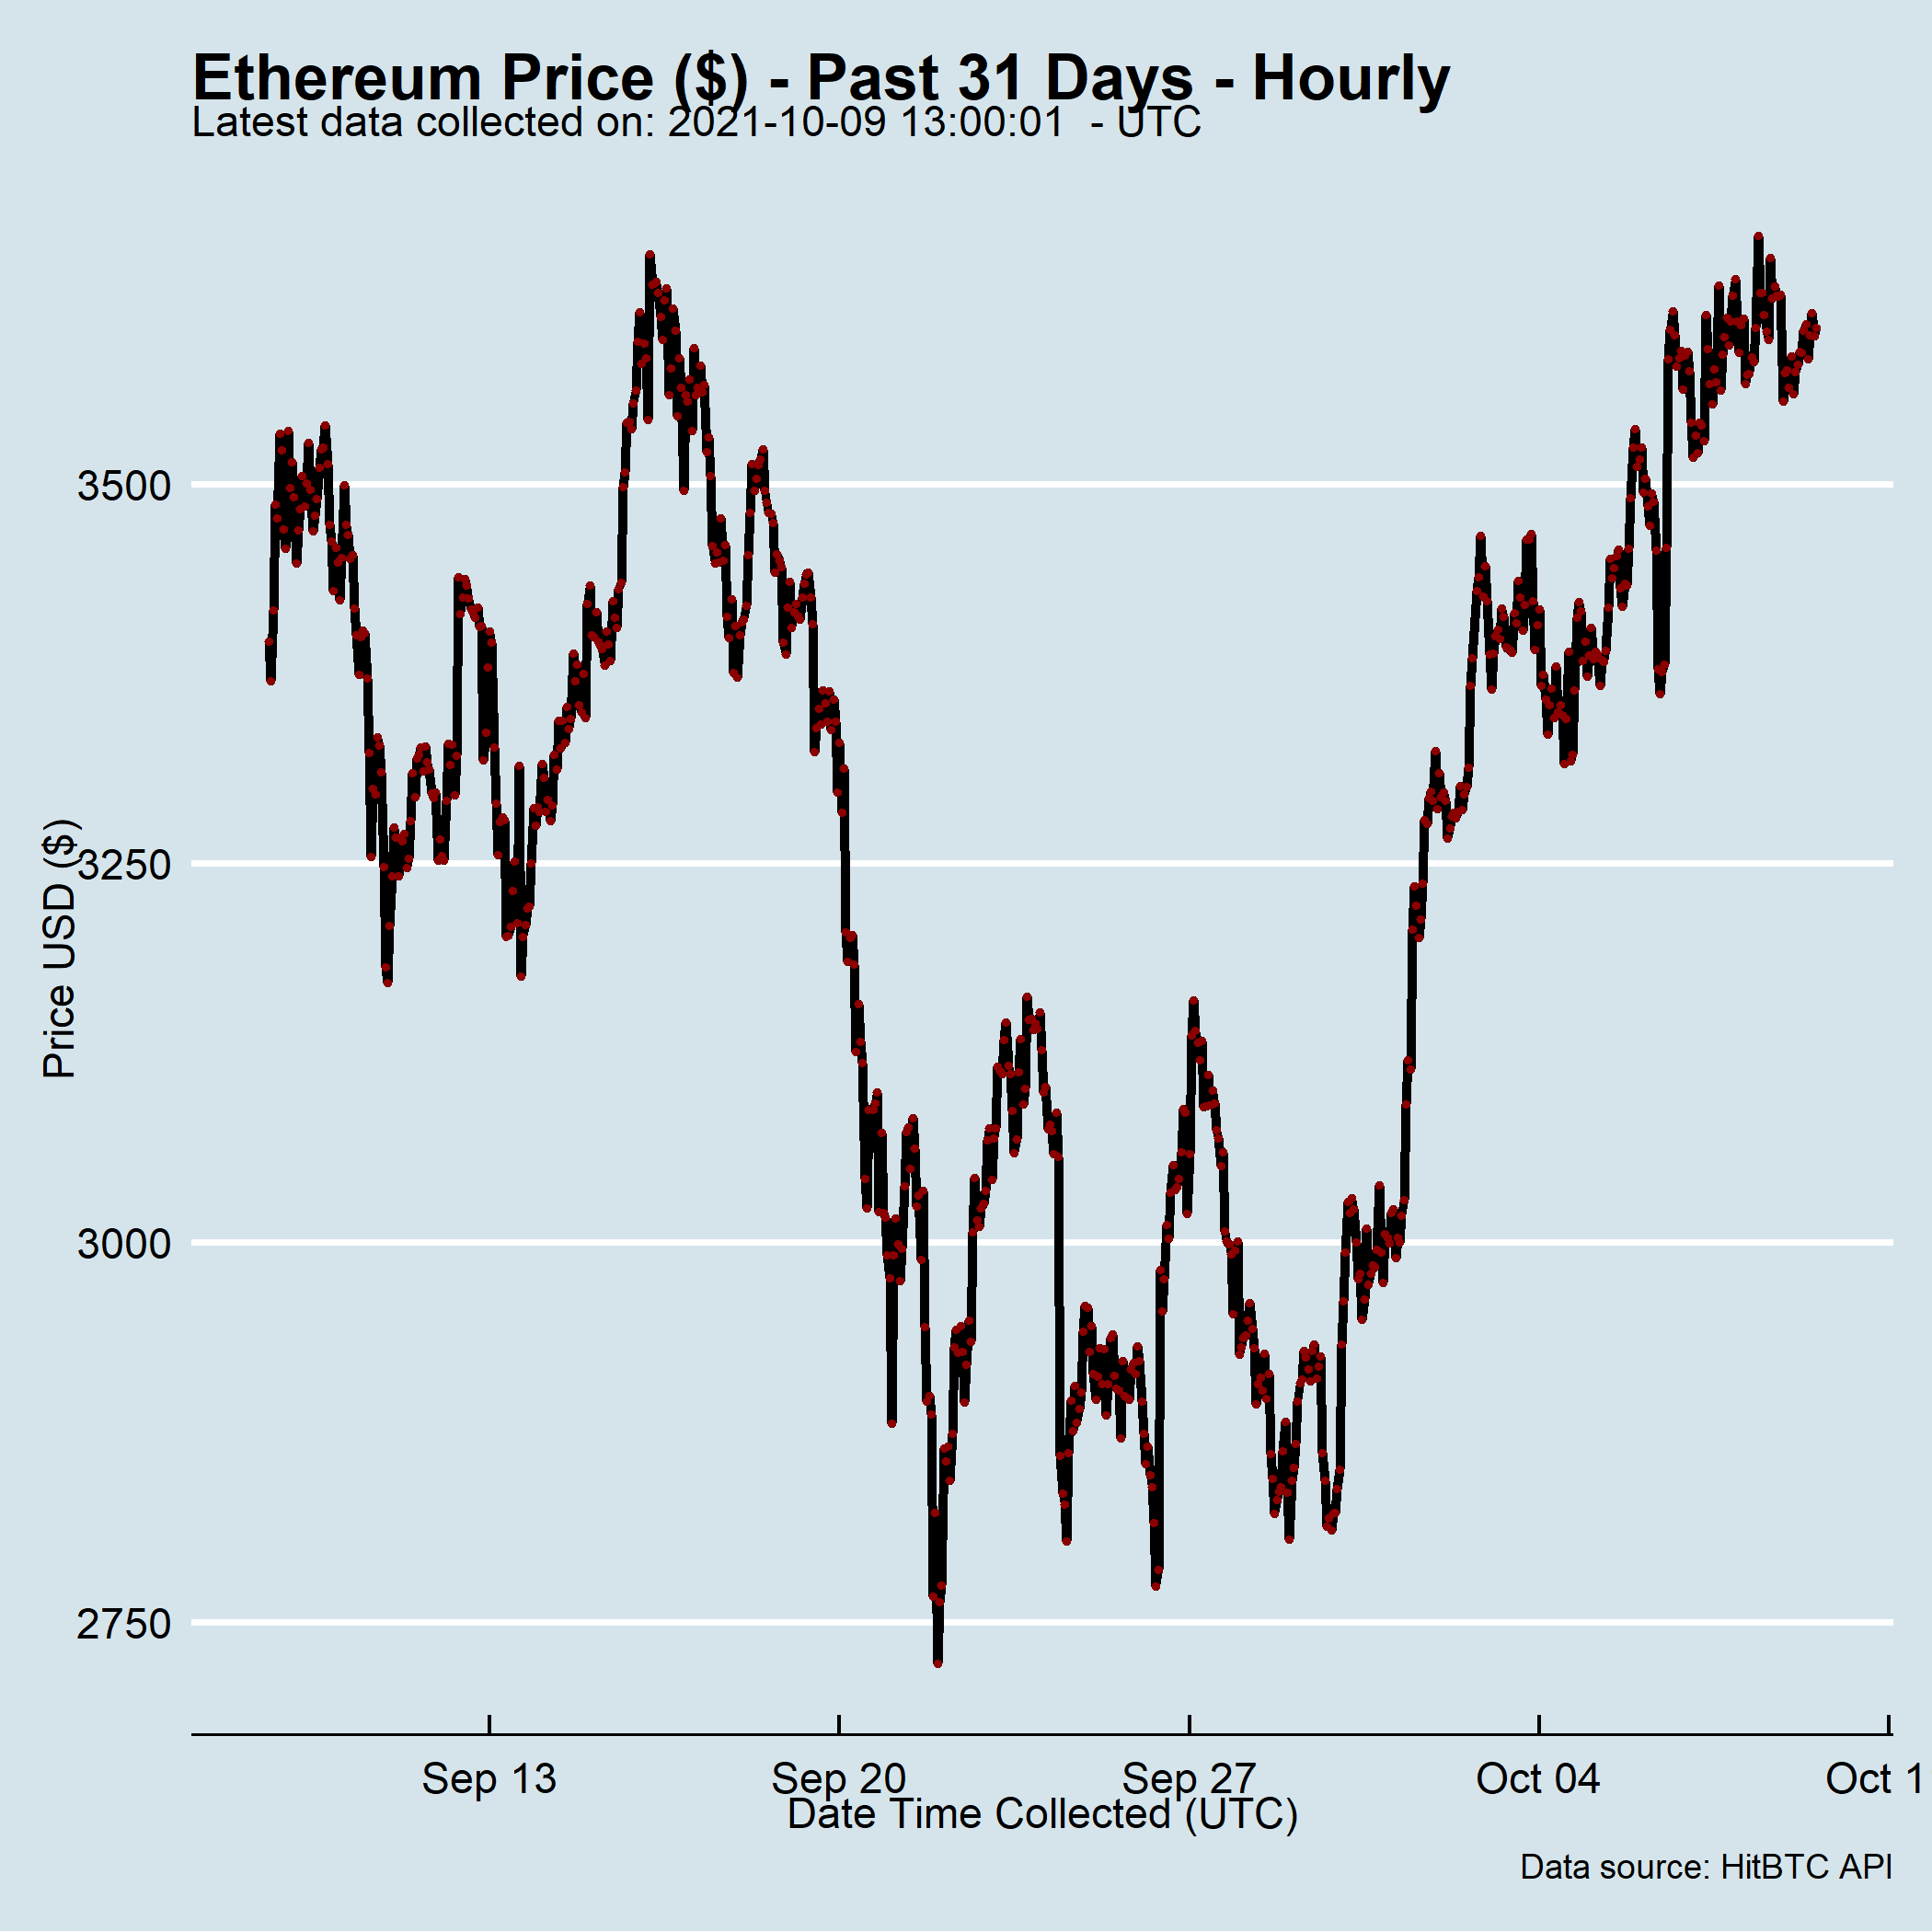 Ethereum Price ($) - Past 31 Days - Hourly
Latest data collected on: 2021-10-09 13:00:01  - UTC
Price USD ($)
3500
3250
3000
2750
Sep 13
Sep 20
Sep 27
Oct 04
Oct 1
Date Time Collected (UTC)
Data source: HitBTC API